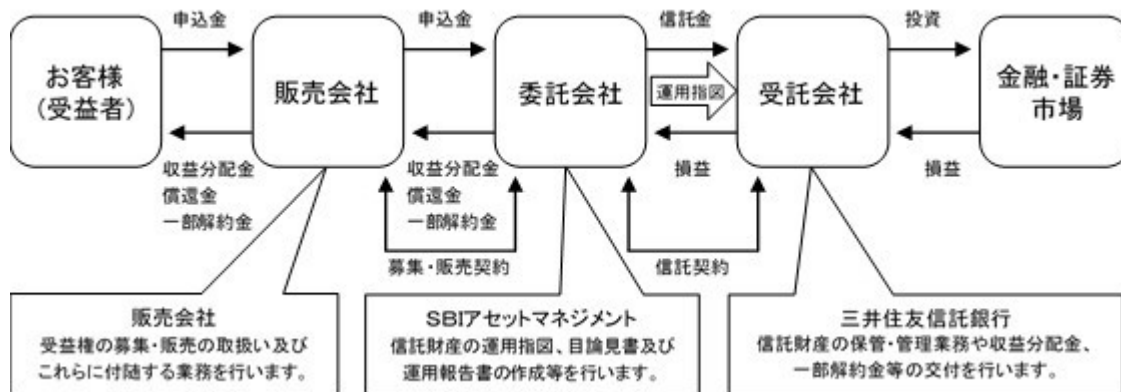 申込金
申込金
信託金
投資
お客様
(受益者)
販売会社
委託会社
運用指図
受託会社
金融・証券
市場
収益分配金
償還金
一部解約金
収益分配金
償還金
一部解約金
損益
損益
募集・販売契約
信託契約
販売会社
受益権の募集・販売の取扱い及び
これらに付随する業務を行います。
SBIアセットマネジメント
信託財産の運用指図、目論見書及び
運用報告書の作成等を行います。
三井住友信託銀行
信託財産の保管・管理業務や収益分配金、
一部解約金等の交付を行います。